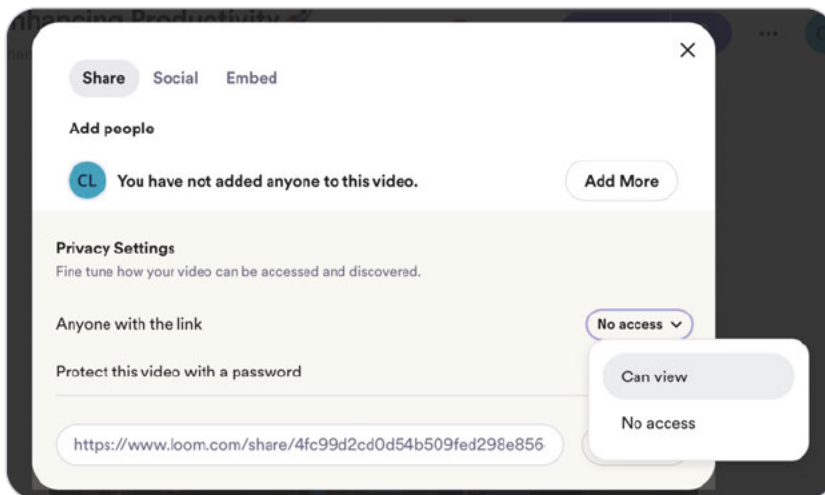 Enhancing Productivity
Share Social Embed
Add people
CL You have not added anyone to this video. Add More
Privacy Settings
Fine tune how your video can be accessed and discovered.
Anyone with the link No access
Protect this video with a password
Can view
No access
https://www.loom.com/share/4fc99d2cd0d54b509fed298e856